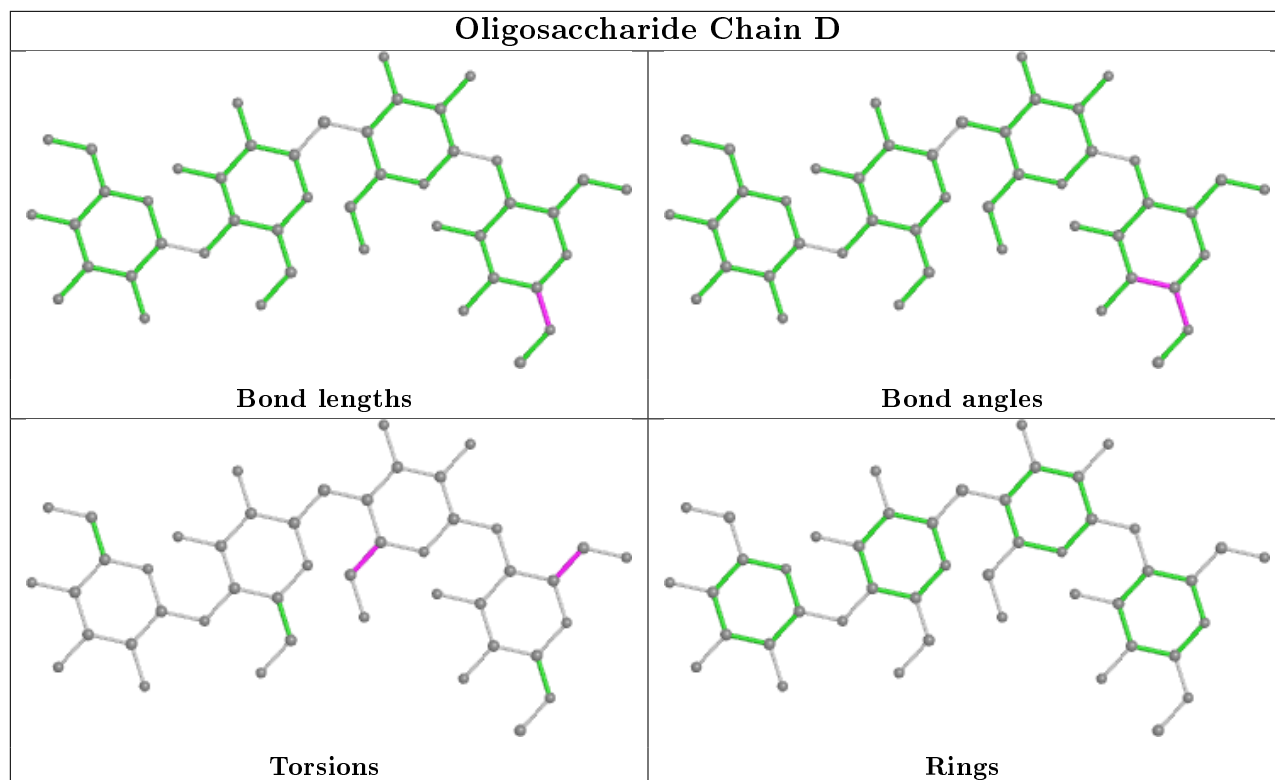 Oligosaccharide Chain D
Bond lengths
Bond angles
Torsions
Rings